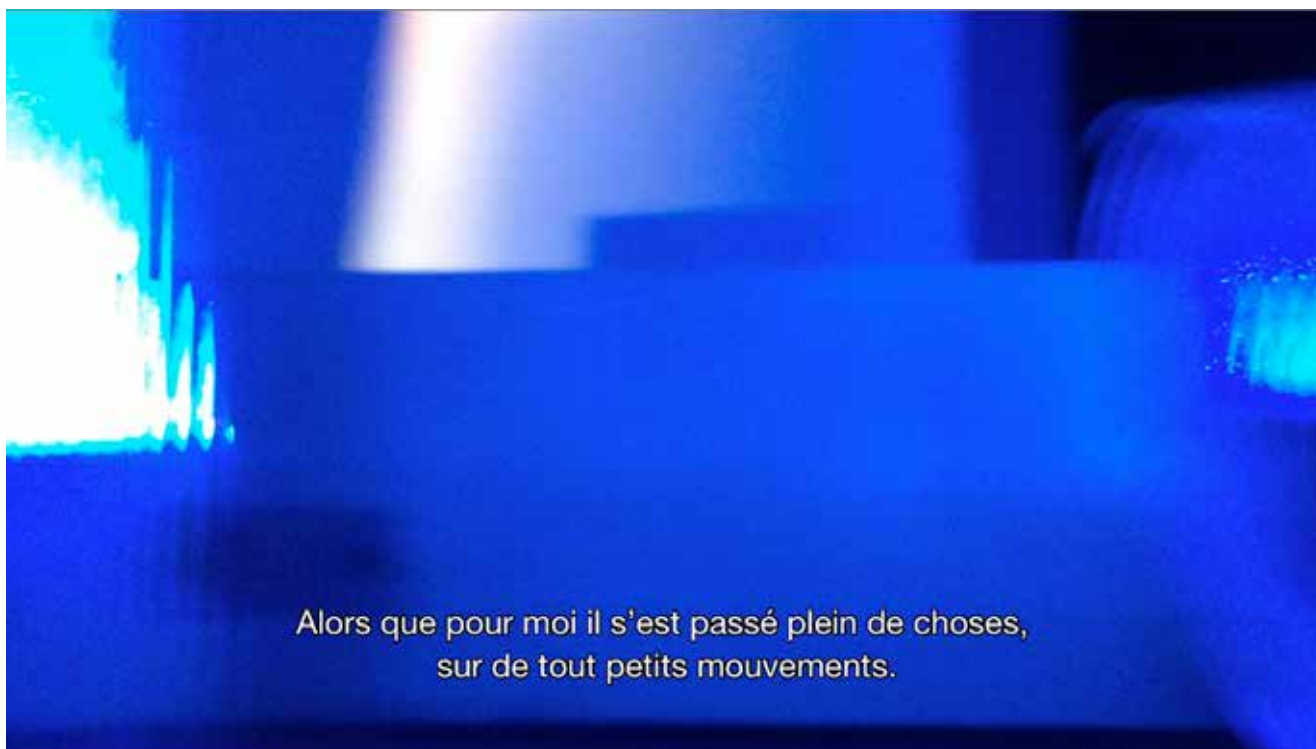 Alors que pour moi il s’est passé plein de choses,
sur de tout petits mouvements.